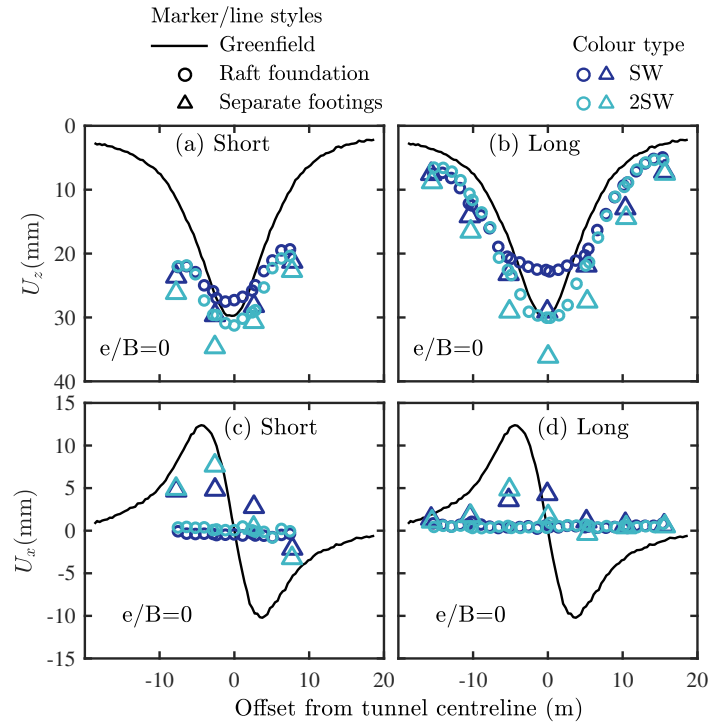 Marker/line styles
Greenfield
Colour type
Raft foundation
SW
Separate footings
2SW
0
(a) Short
(b) Long
10
20
30
40
U_z(mm)
e/B=0
e/B=0
15
(c) Short
(d) Long
10
5
0
-5
-10
-15
U_x(mm)
e/B=0
e/B=0
-10 0 10 20 -10 0 10 20
Offset from tunnel centreline (m)